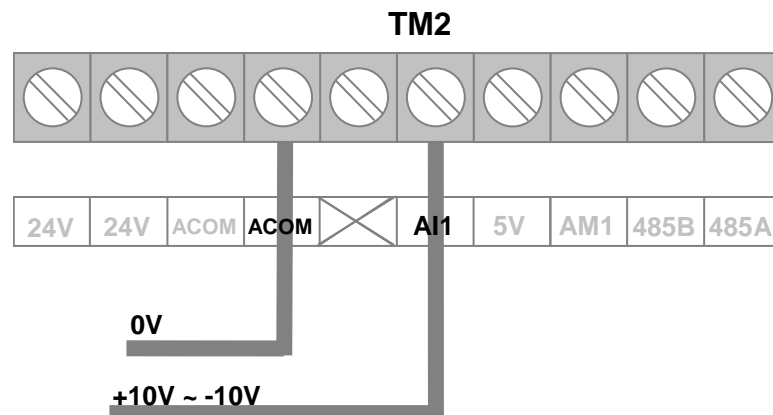 TM2
24V 24V ACOM ACOM AI1 5V AM1 485B 485A
0V
+10V ~ -10V